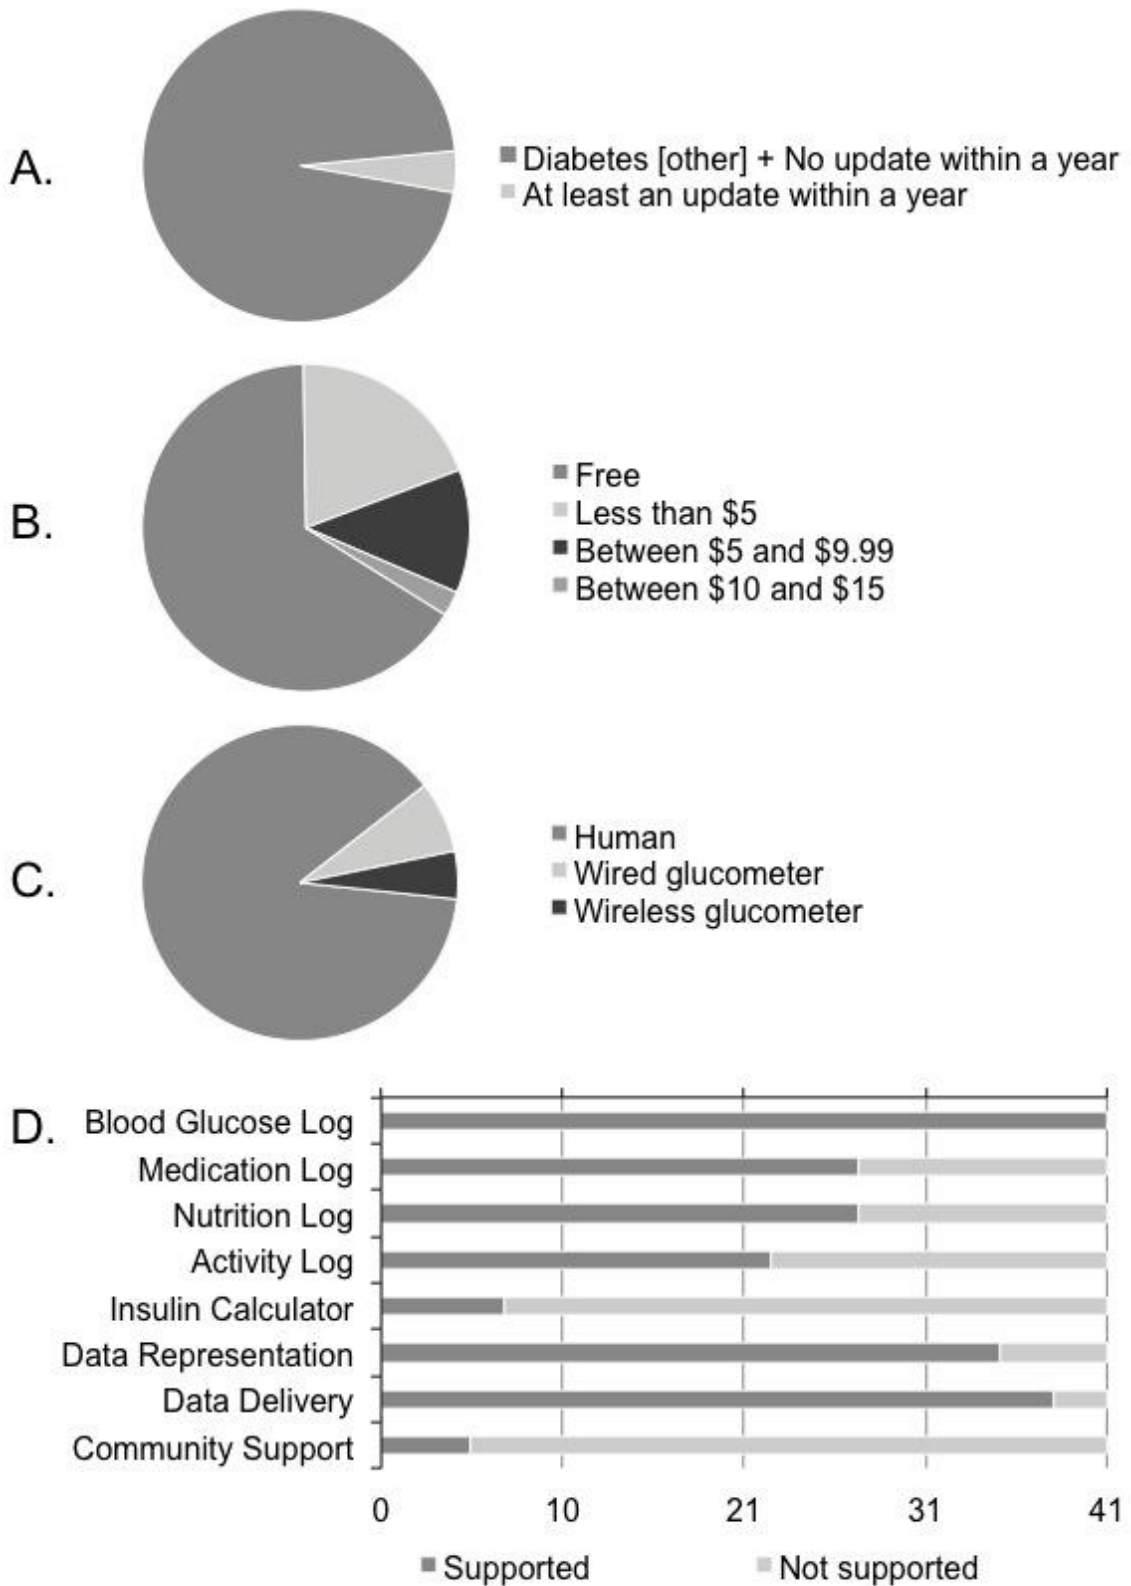 A.
Diabetes [other] + No update within a year
At least an update within a year
B.
Free
Less than $5
Between $5 and $9.99
Between $10 and $15
C.
Human
Wired glucometer
Wireless glucometer
D.
Blood Glucose Log
Medication Log
Nutrition Log
Activity Log
Insulin Calculator
Data Representation
Data Delivery
Community Support
0 10 21 31 41
Supported Not supported